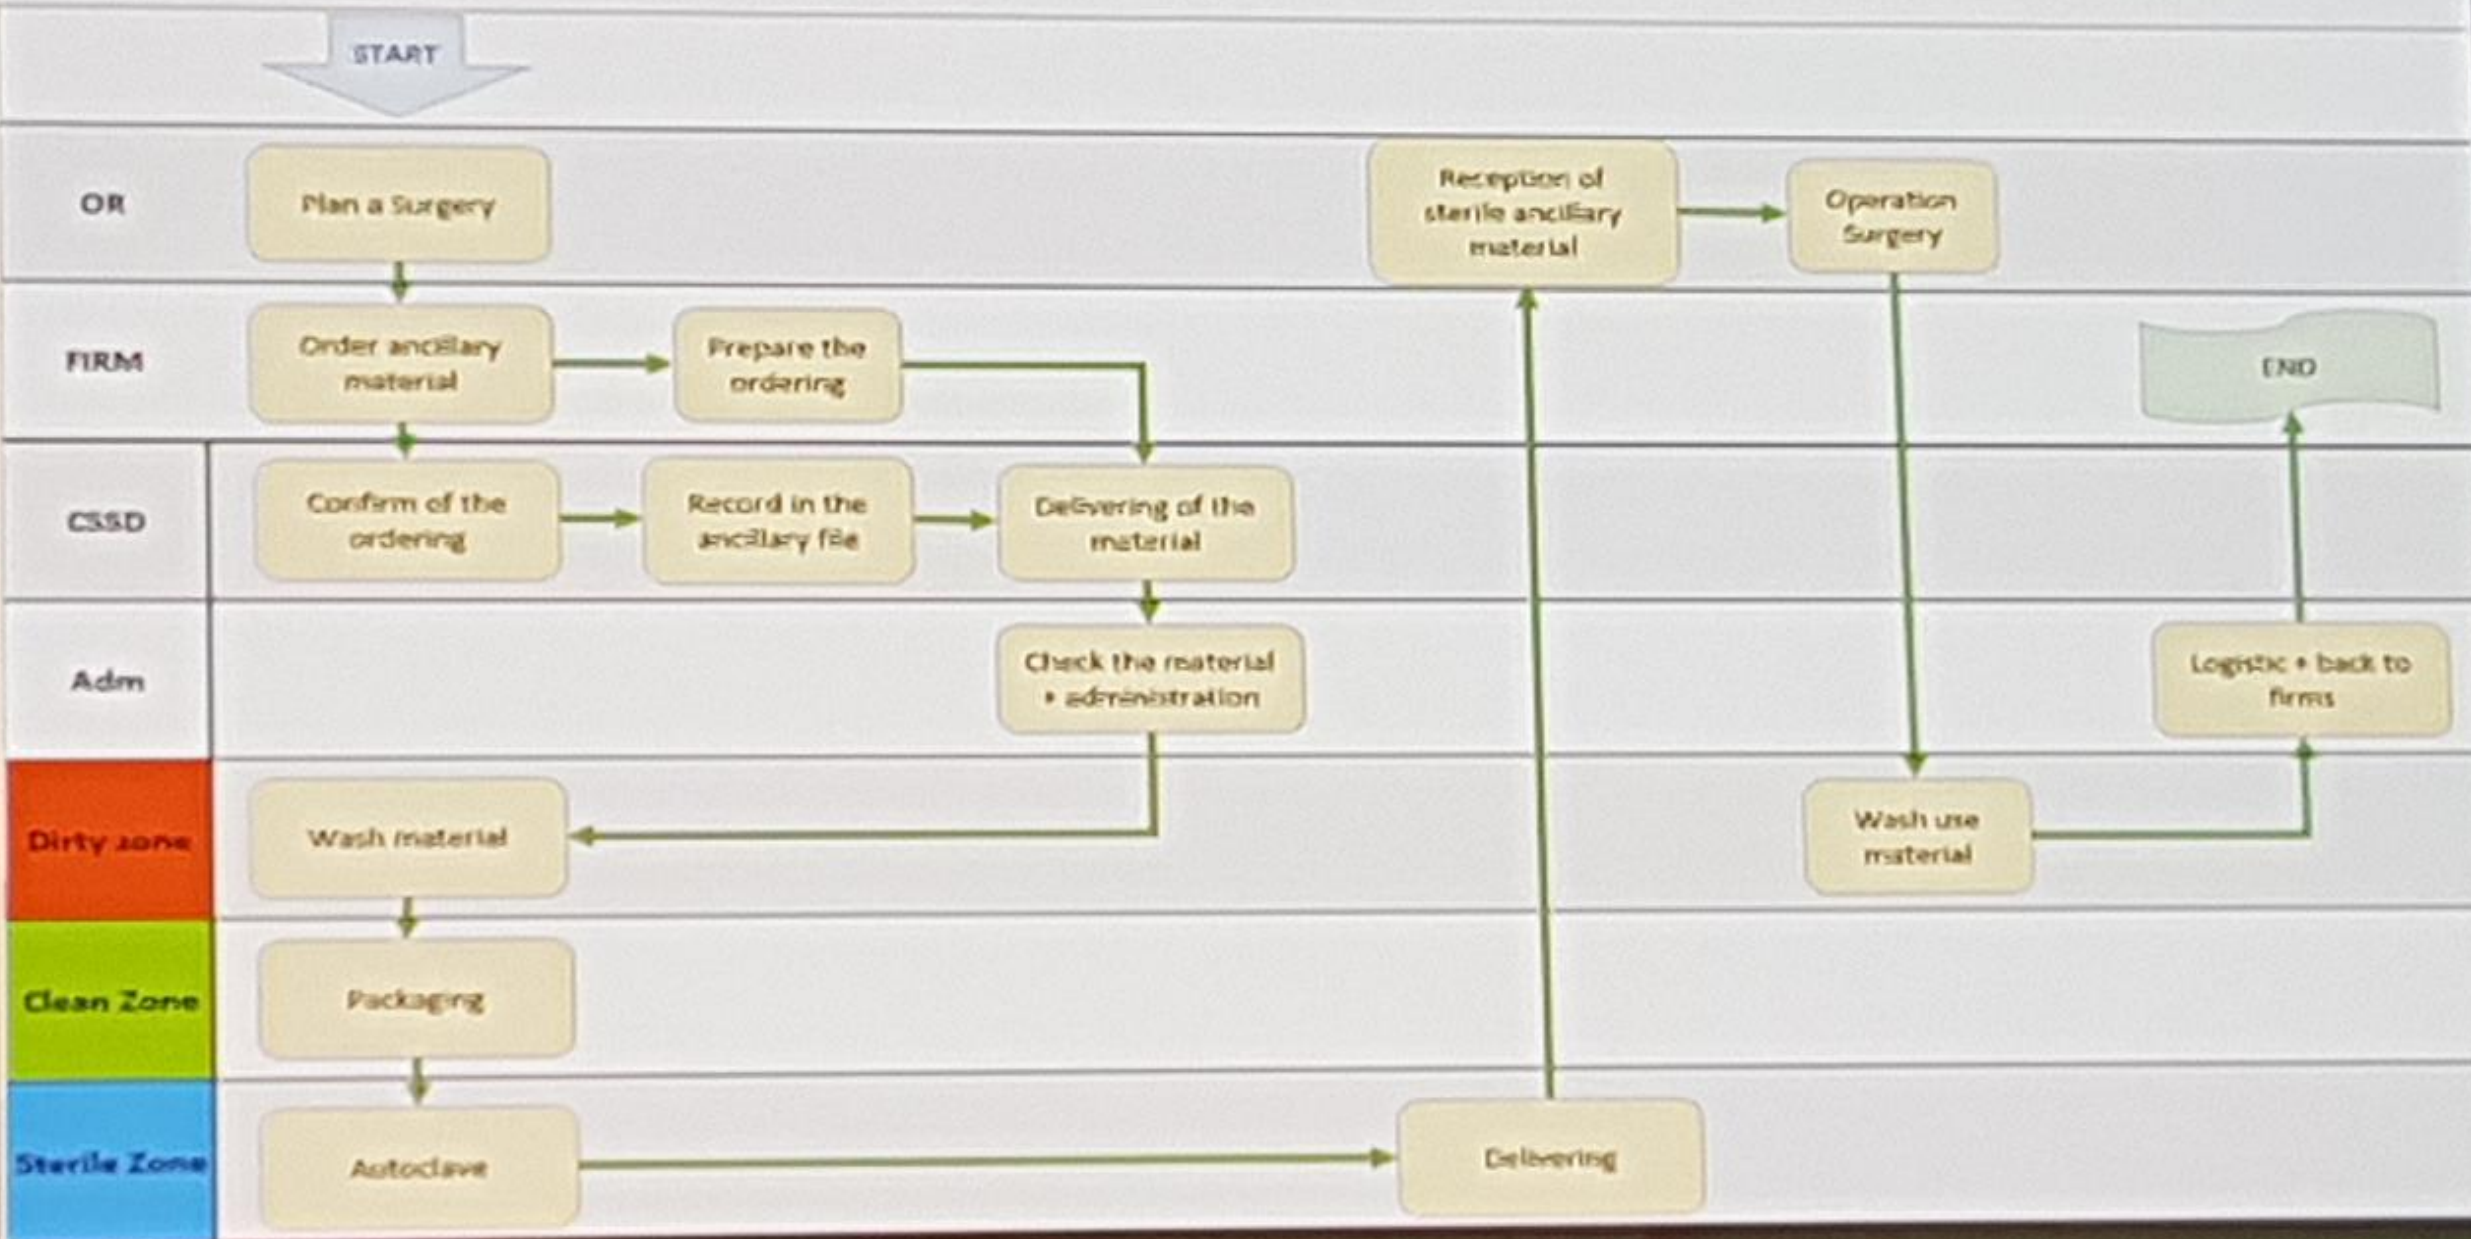 START
OR
Plan a Surgery
Reception of
sterile ancillary
material
Operation
Surgery
FIRM
Order ancillary
material
Prepare the
ordering
END
CSSD
Confirm of the
ordering
Record in the
ancillary file
Delivering of the
material
Adm
Check the material
+ administration
Logistic + back to
firms
Dirty zone
Wash material
Wash use
material
Clean Zone
Packaging
Sterile Zone
Autoclave
Delivering